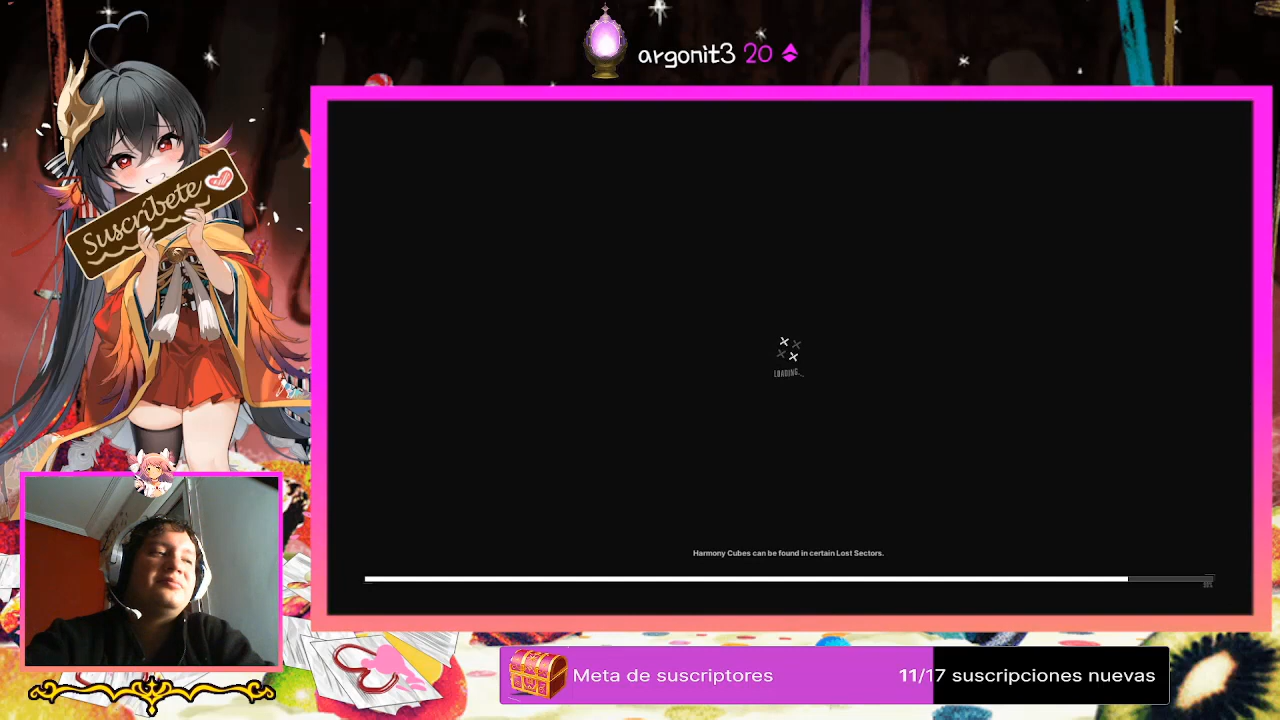 argonit3 20
Suscríbete
LOADING
Harmony Cubes can be found in certain Lost Sectors.
Meta de suscriptores
11/17 suscripciones nuevas